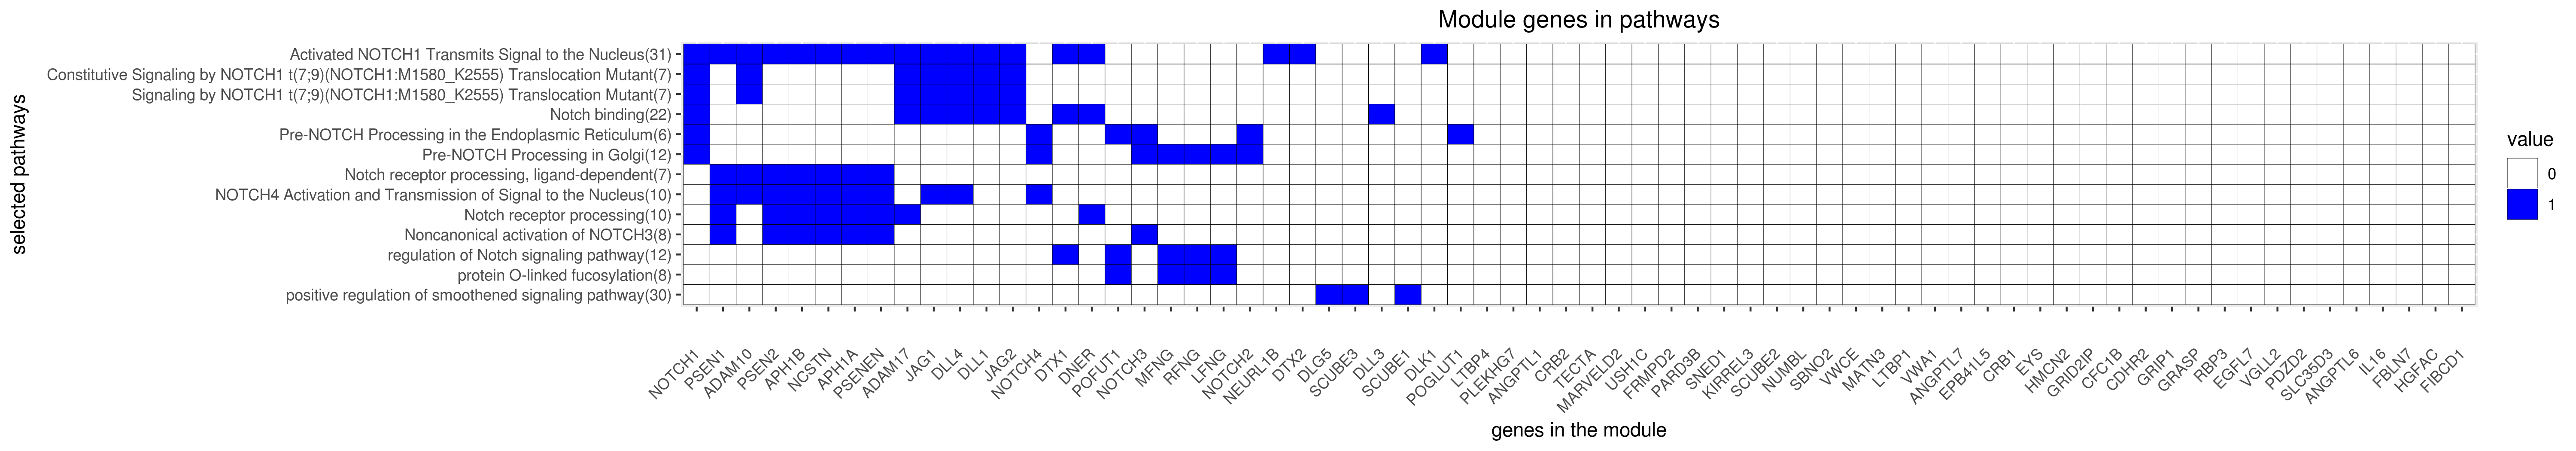 Module genes in pathways
selected pathways
Activated NOTCH1 Transmits Signal to the Nucleus(31)
Constitutive Signaling by NOTCH1 t(7;9)(NOTCH1:M1580_K2555) Translocation Mutant(7)
Signaling by NOTCH1 t(7;9)(NOTCH1:M1580_K2555) Translocation Mutant(7)
Notch binding(22)
Pre-NOTCH Processing in the Endoplasmic Reticulum(6)
Pre-NOTCH Processing in Golgi(12)
Notch receptor processing, ligand-dependent(7)
NOTCH4 Activation and Transmission of Signal to the Nucleus(10)
Notch receptor processing(10)
Noncanonical activation of NOTCH3(8)
regulation of Notch signaling pathway(12)
protein O-linked fucosylation(8)
positive regulation of smoothened signaling pathway(30)
NOTCH1
PSEN1
ADAM10
PSEN2
APH1B
NCSTN
APH1A
PSENEN
ADAM17
JAG1
DLL4
DLL1
JAG2
NOTCH4
DTX1
DNER
POFUT1
NOTCH3
MFNG
RFNG
LFNG
NOTCH2
NEURL1B
DTX2
DLG5
SCUBE3
DLL3
SCUBE1
DLK1
POGLUT1
LTBP4
PLEKHG7
ANGPTL1
CRB2
TECTA
MARVELD2
USH1C
FRMPD2
PARD3B
SNED1
KIRREL3
SCUBE2
NUMBL
SBNO2
VWCE
MATN3
LTBP1
VWA1
ANGPTL7
EPB41L5
CRB1
EYS
HMCN2
GRID2IP
CFC1B
CDHR2
GRIP1
GRASP
RBP3
EGFL7
VGLL2
PDZD2
SLC35D3
ANGPTL6
IL16
FBLN7
HGFAC
FIBCD1
genes in the module
value
0
1